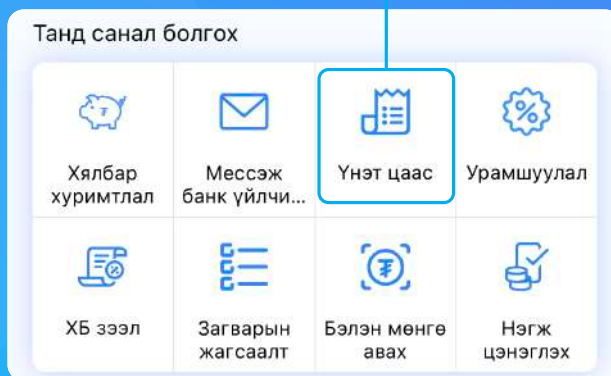 Танд санал болгох
Хялбар
хуримтлал
Мессэж
банк үйлчи...
Үнэт цаас
Урамшуулал
ХБ зээл
Загварын
жагсаалт
Бэлэн мөнгө
авах
Нэгж
цэнэглэх